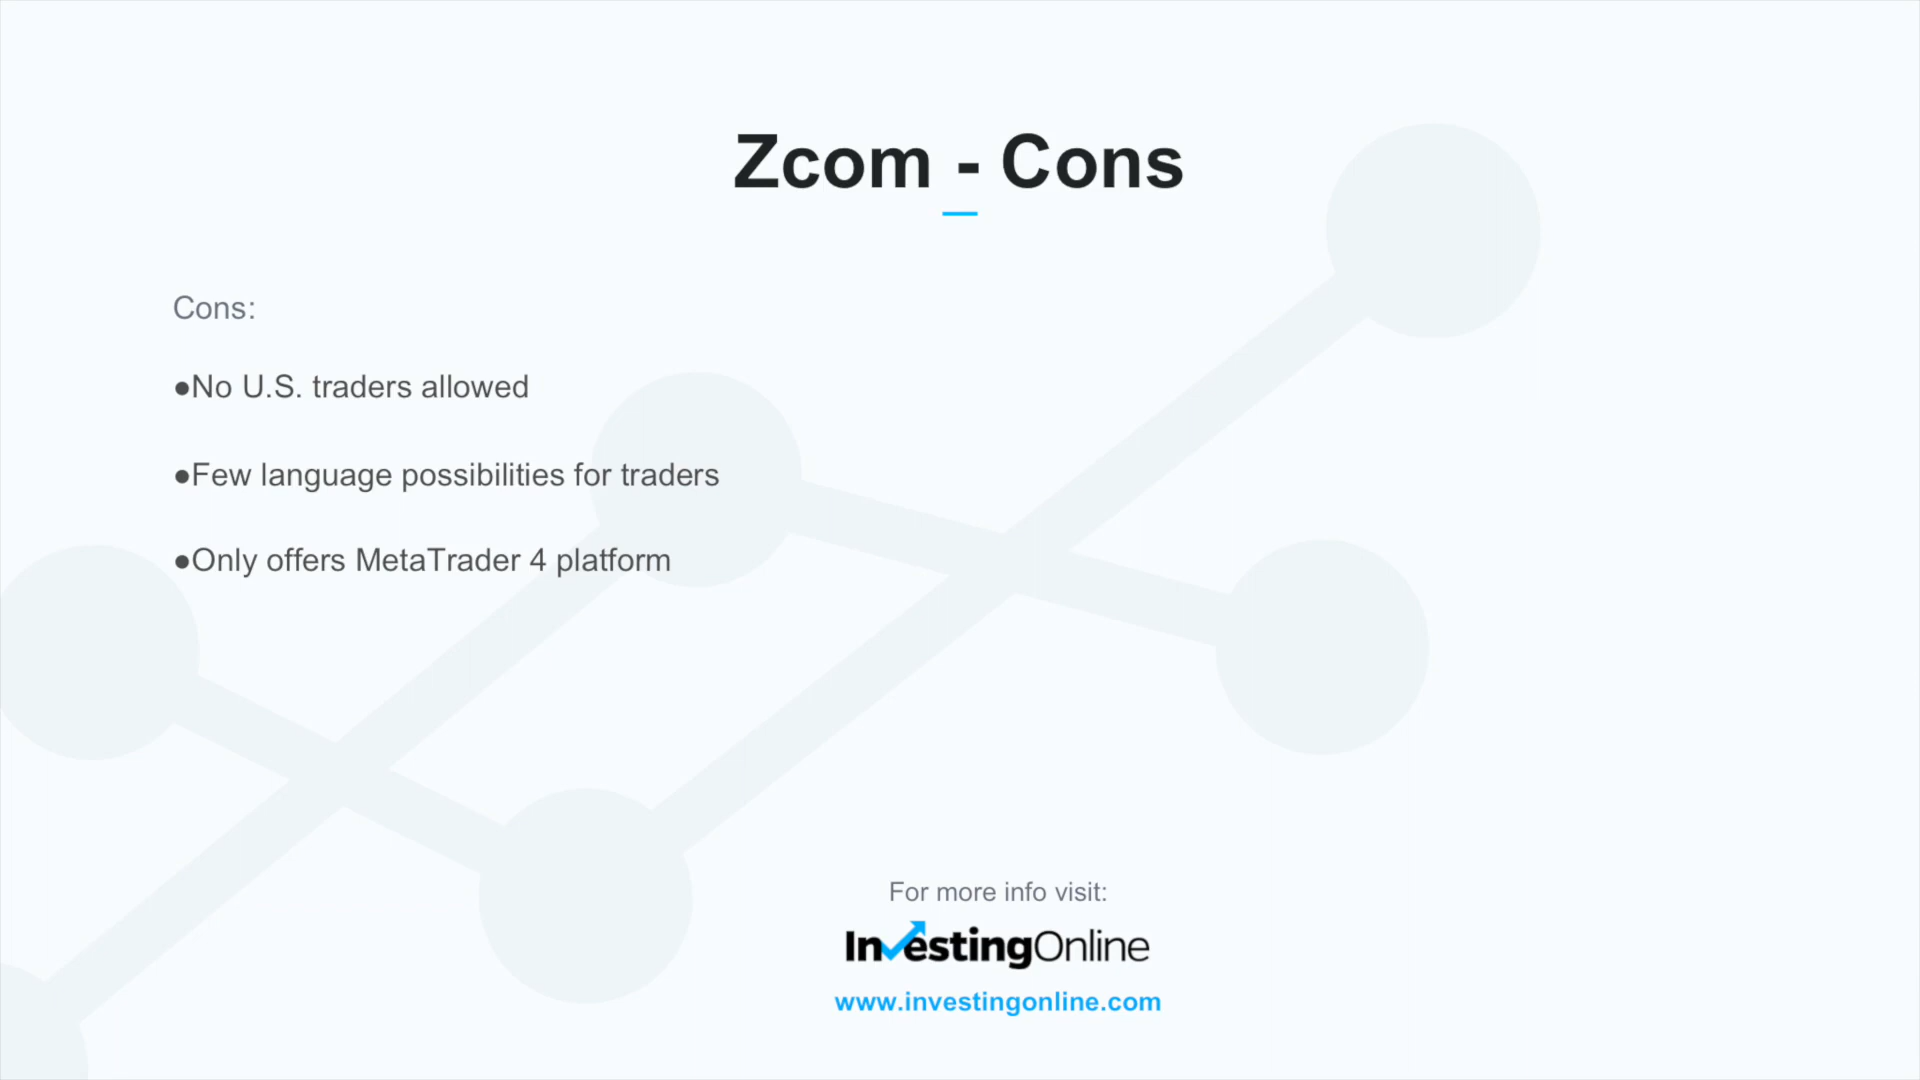 Zcom - Cons
Cons:
●No U.S. traders allowed
●Few language possibilities for traders
●Only offers MetaTrader 4 platform
For more info visit:
InvestingOnline
www.investingonline.com